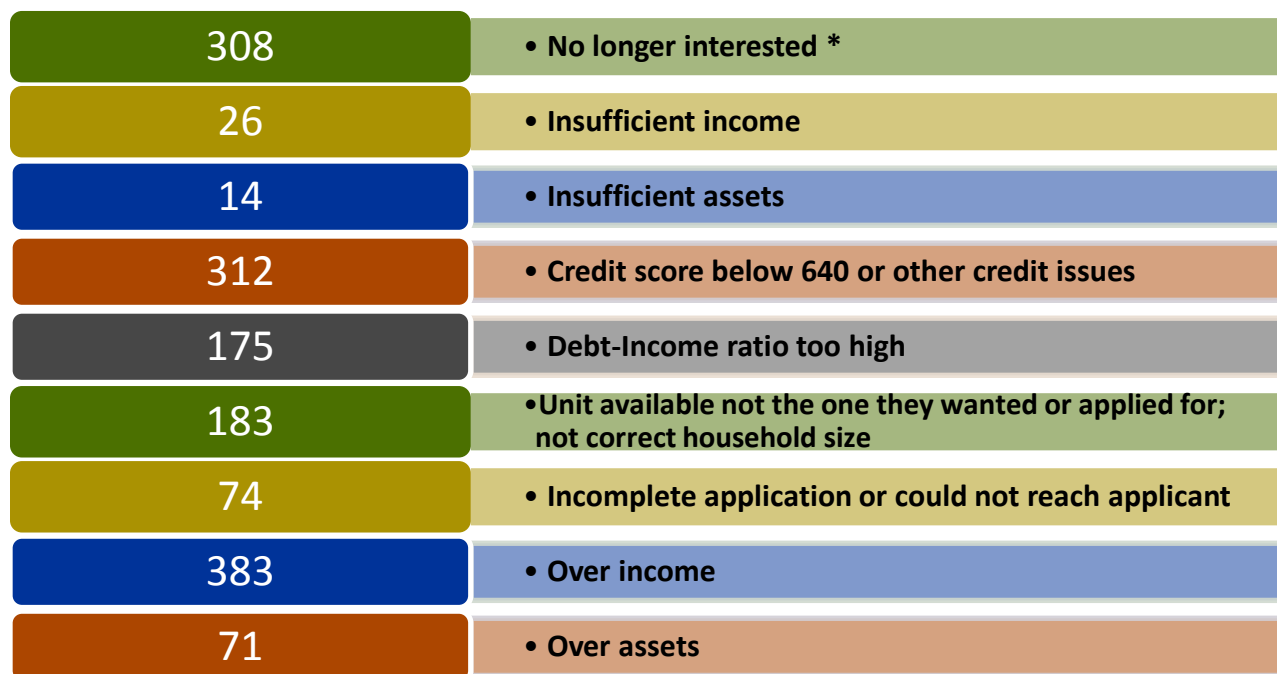 308
• No longer interested *
26
• Insufficient income
14
• Insufficient assets
312
• Credit score below 640 or other credit issues
175
• Debt-Income ratio too high
183
•Unit available not the one they wanted or applied for;
not correct household size
74
• Incomplete application or could not reach applicant
383
• Over income
71
• Over assets